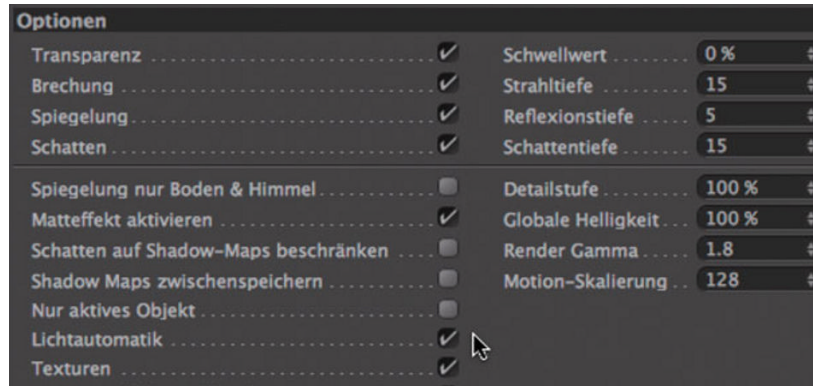 Optionen
Transparenz Schwellwert 0 %
Brechung Strahltiefe 15
Spiegelung Reflexionstiefe 5
Schatten Schattentiefe 15
Spiegelung nur Boden & Himmel Detailstufe 100 %
Matteffekt aktivieren Globale Helligkeit 100 %
Schatten auf Shadow-Maps beschränken Render Gamma 1.8
Shadow Maps zwischenspeichern Motion-Skalierung 128
Nur aktives Objekt
Lichtautomatik
Texturen